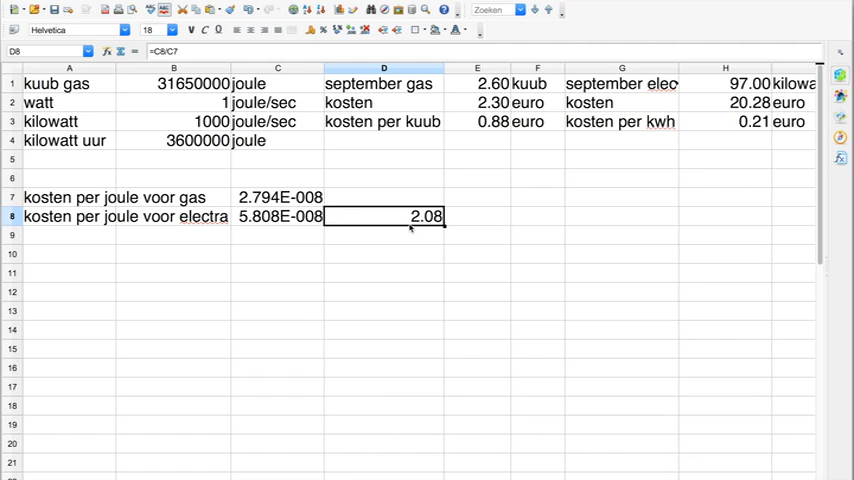 Zoeken
Helvetica 18
D8 =C8/C7
A B C D E F G H
1 kuub gas 31650000 joule september gas 2.60 kuub september elec 97.00 kilowa
2 watt 1 joule/sec kosten 2.30 euro kosten 20.28 euro
3 kilowatt 1000 joule/sec kosten per kuub 0.88 euro kosten per kwh 0.21 euro
4 kilowatt uur 3600000 joule
5
6
7 kosten per joule voor gas 2.794E-008
8 kosten per joule voor electra 5.808E-008 2.08
9
10
11
12
13
14
15
16
17
18
19
20
21